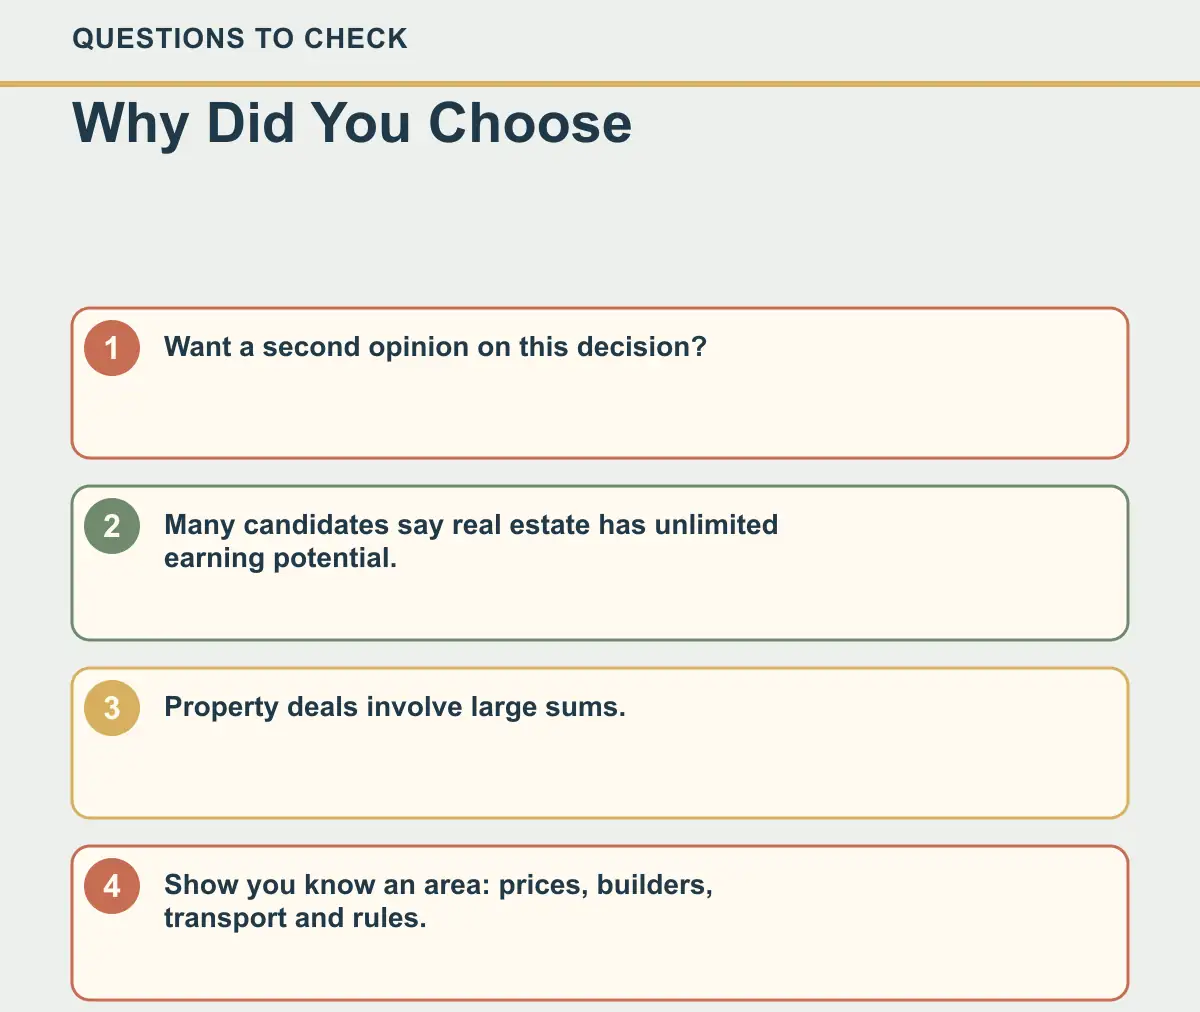 QUESTIONS TO CHECK
Why Did You Choose
1
Want a second opinion on this decision?
2
Many candidates say real estate has unlimited
earning potential.
3
Property deals involve large sums.
4
Show you know an area: prices, builders,
transport and rules.